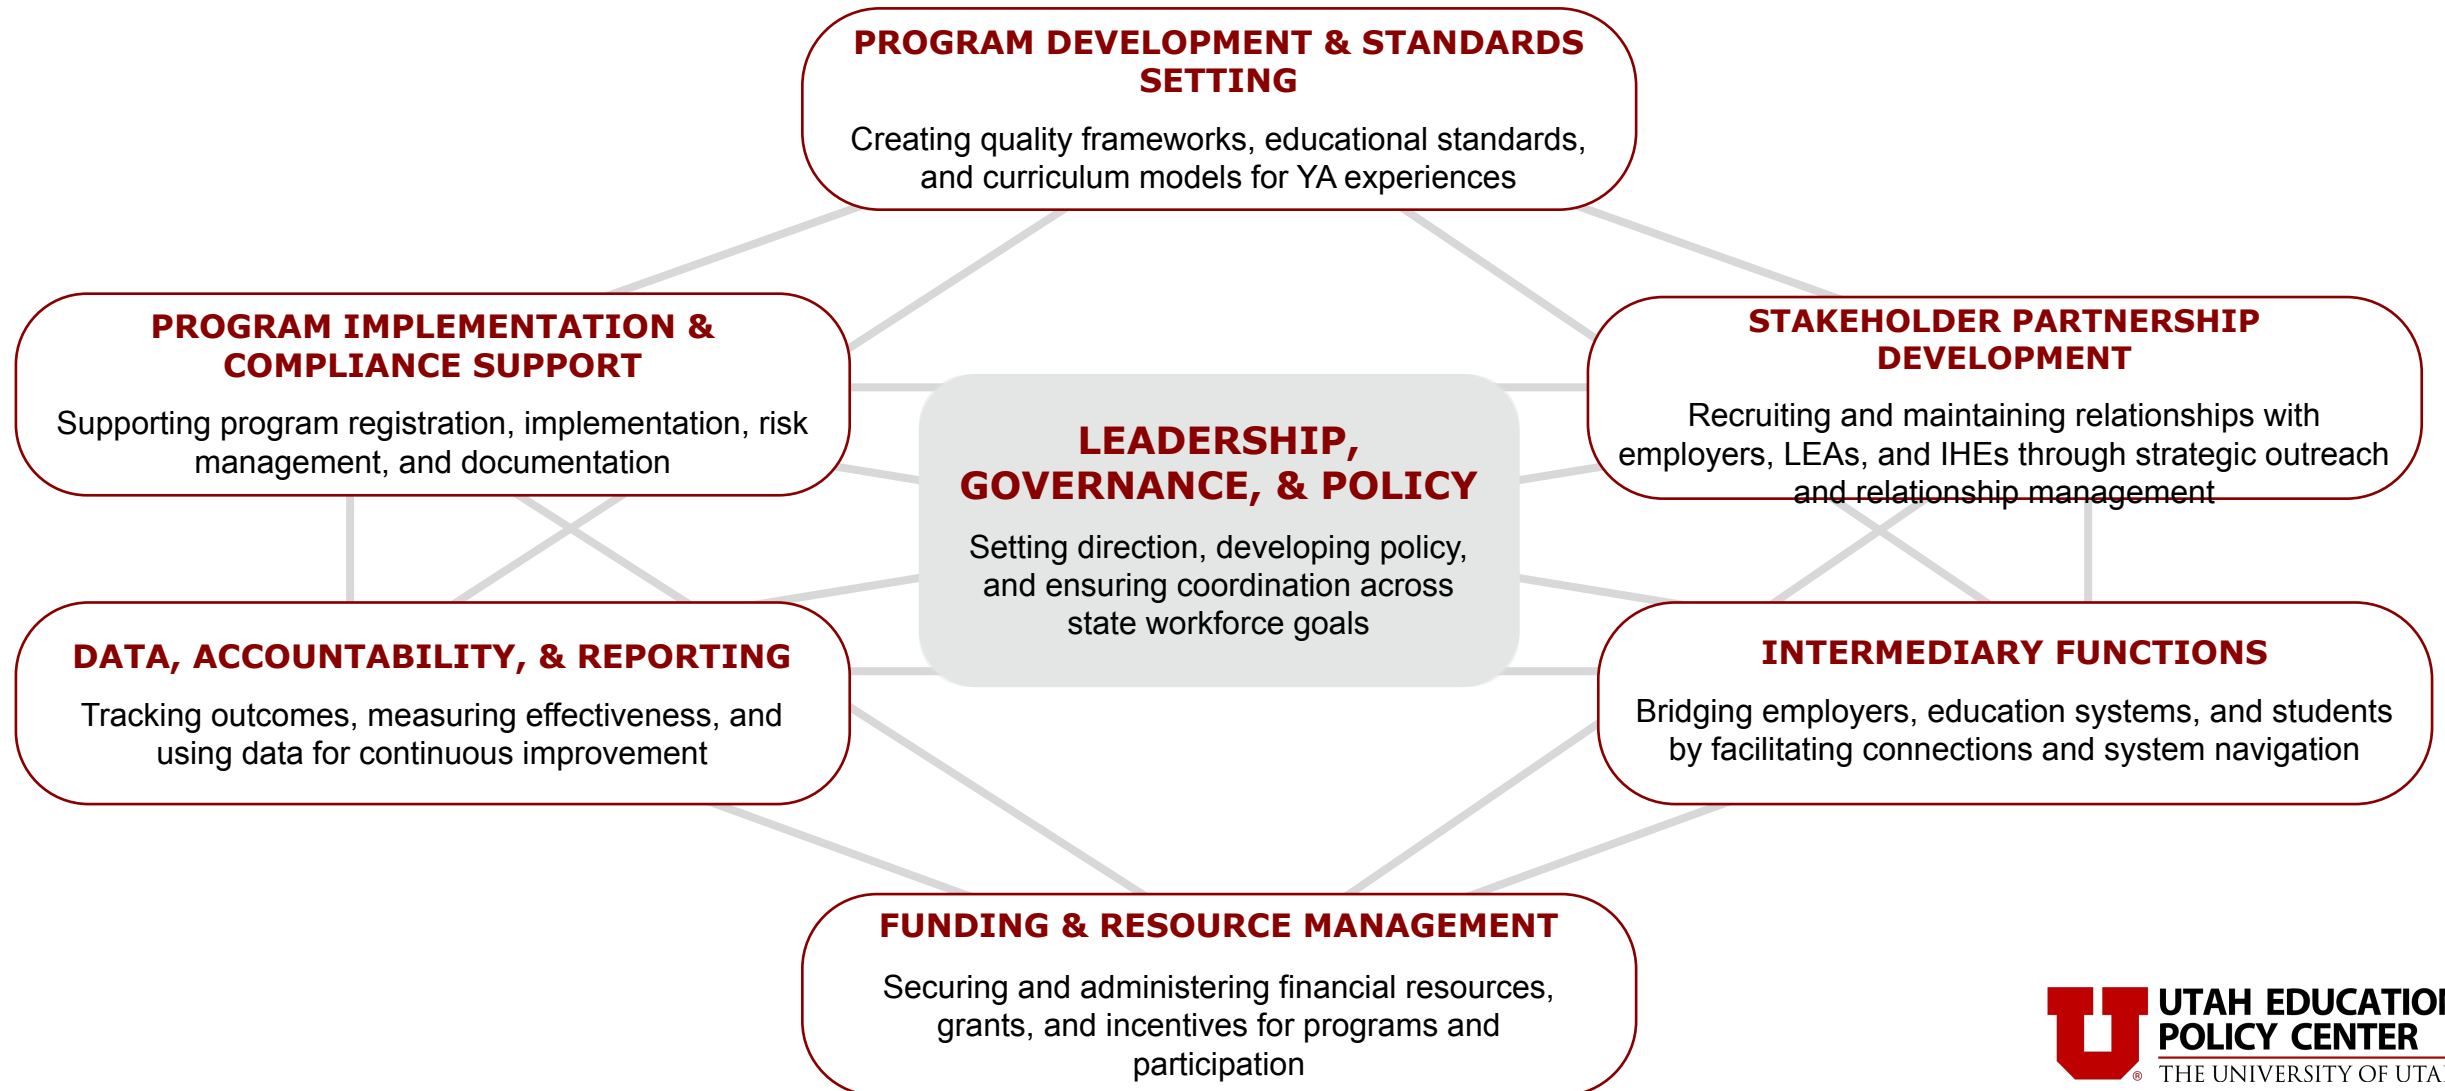 PROGRAM DEVELOPMENT & STANDARDS
SETTING
Creating quality frameworks, educational standards,
and curriculum models for YA experiences
PROGRAM IMPLEMENTATION &
COMPLIANCE SUPPORT
Supporting program registration, implementation, risk
management, and documentation
STAKEHOLDER PARTNERSHIP
DEVELOPMENT
Recruiting and maintaining relationships with
employers, LEAs, and IHEs through strategic outreach
and relationship management
LEADERSHIP,
GOVERNANCE, & POLICY
Setting direction, developing policy,
and ensuring coordination across
state workforce goals
DATA, ACCOUNTABILITY, & REPORTING
Tracking outcomes, measuring effectiveness, and
using data for continuous improvement
INTERMEDIARY FUNCTIONS
Bridging employers, education systems, and students
by facilitating connections and system navigation
FUNDING & RESOURCE MANAGEMENT
Securing and administering financial resources,
grants, and incentives for programs and
participation
U ®
UTAH EDUCATION
POLICY CENTER
THE UNIVERSITY OF UTA